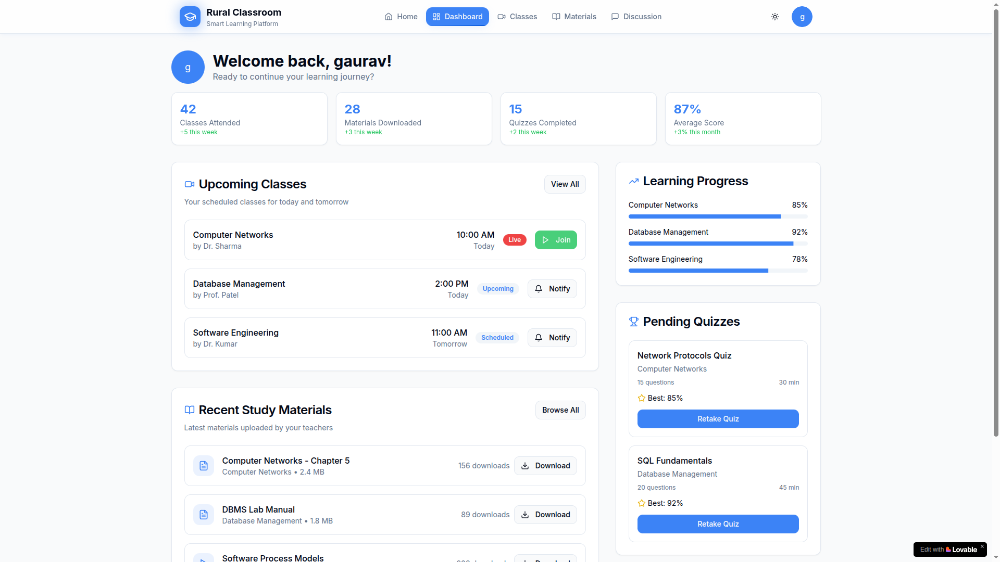 Rural Classroom
Smart Learning Platform
Home
Dashboard
Classes
Materials
Discussion
g
g
Welcome back, gaurav!
Ready to continue your learning journey?
42
Classes Attended
+5 this week
28
Materials Downloaded
+3 this week
15
Quizzes Completed
+2 this week
87%
Average Score
+3% this month
Upcoming Classes
View All
Your scheduled classes for today and tomorrow
Computer Networks
by Dr. Sharma
10:00 AM
Today
Live
Join
Database Management
by Prof. Patel
2:00 PM
Today
Upcoming
Notify
Software Engineering
by Dr. Kumar
11:00 AM
Tomorrow
Scheduled
Notify
Recent Study Materials
Browse All
Latest materials uploaded by your teachers
Computer Networks - Chapter 5
Computer Networks • 2.4 MB
156 downloads
Download
DBMS Lab Manual
Database Management • 1.8 MB
89 downloads
Download
Software Process Models
Learning Progress
Computer Networks 85%
Database Management 92%
Software Engineering 78%
Pending Quizzes
Network Protocols Quiz
Computer Networks
15 questions 30 min
Best: 85%
Retake Quiz
SQL Fundamentals
Database Management
20 questions 45 min
Best: 92%
Retake Quiz
Edit with Lovable